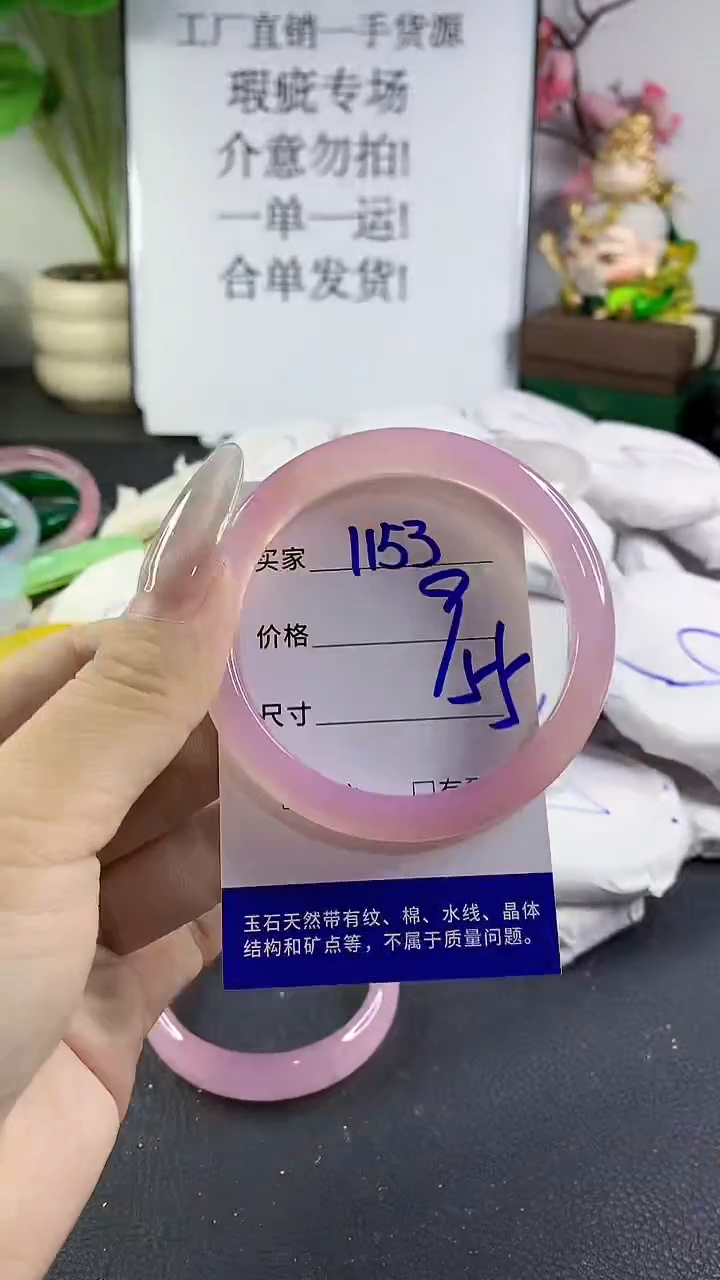 工厂直销一手货源
瑕疵专场
介意勿拍!
一单一运!
合单发货!
买家 1153
价格
尺寸 55
玉石天然带有纹、棉、水线、晶体
结构和矿点等，不属于质量问题。